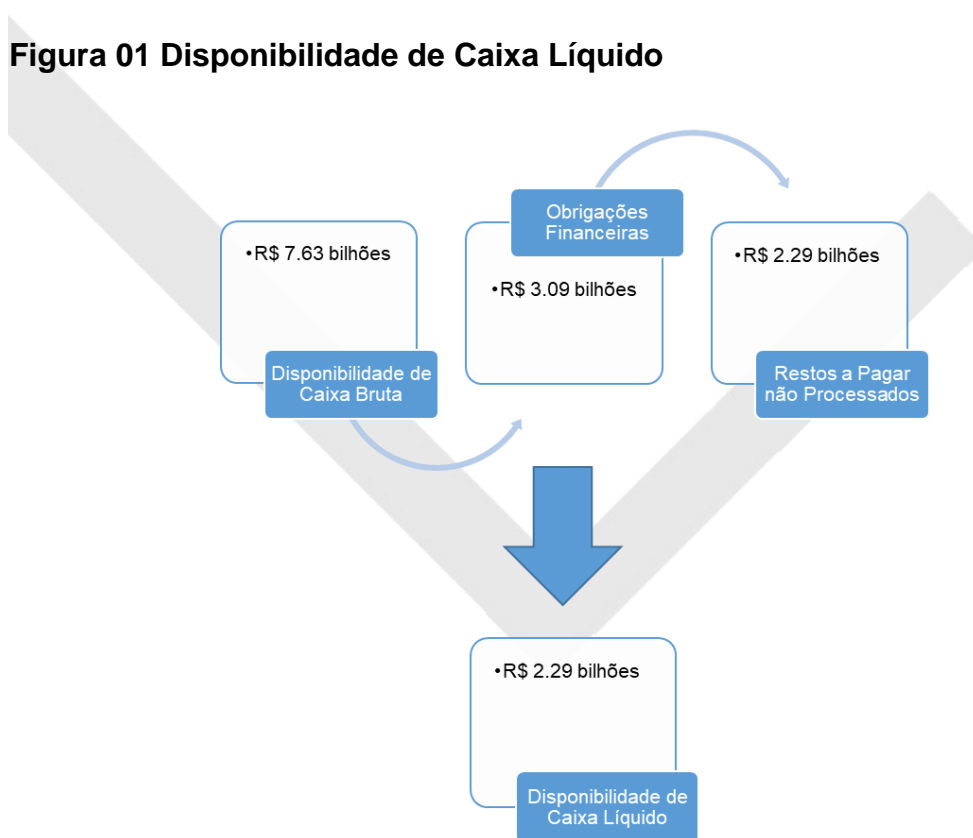 Figura 01 Disponibilidade de Caixa Líquido
•R$ 7.63 bilhões
Disponibilidade de
Caixa Bruta
Obrigações
Financeiras
•R$ 3.09 bilhões
•R$ 2.29 bilhões
Restos a Pagar
não Processados
•R$ 2.29 bilhões
Disponibilidade de
Caixa Líquido